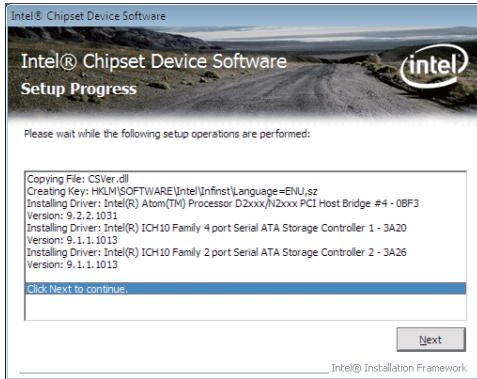 Intel® Chipset Device Software
Intel® Chipset Device Software
intel®
Setup Progress
Please wait while the following setup operations are performed:
Copying File: CSVer.dll
Creating Key: HKLM\SOFTWARE\Intel\Infinst\Language=ENU,sz
Installing Driver: Intel(R) Atom(TM) Processor D2xxx/N2xxx PCI Host Bridge #4 - 0BF3
Version: 9.2.2.1031
Installing Driver: Intel(R) ICH10 Family 4 port Serial ATA Storage Controller 1 - 3A20
Version: 9.1.1.1013
Installing Driver: Intel(R) ICH10 Family 2 port Serial ATA Storage Controller 2 - 3A26
Version: 9.1.1.1013
Click Next to continue.
Next
Intel® Installation Framework